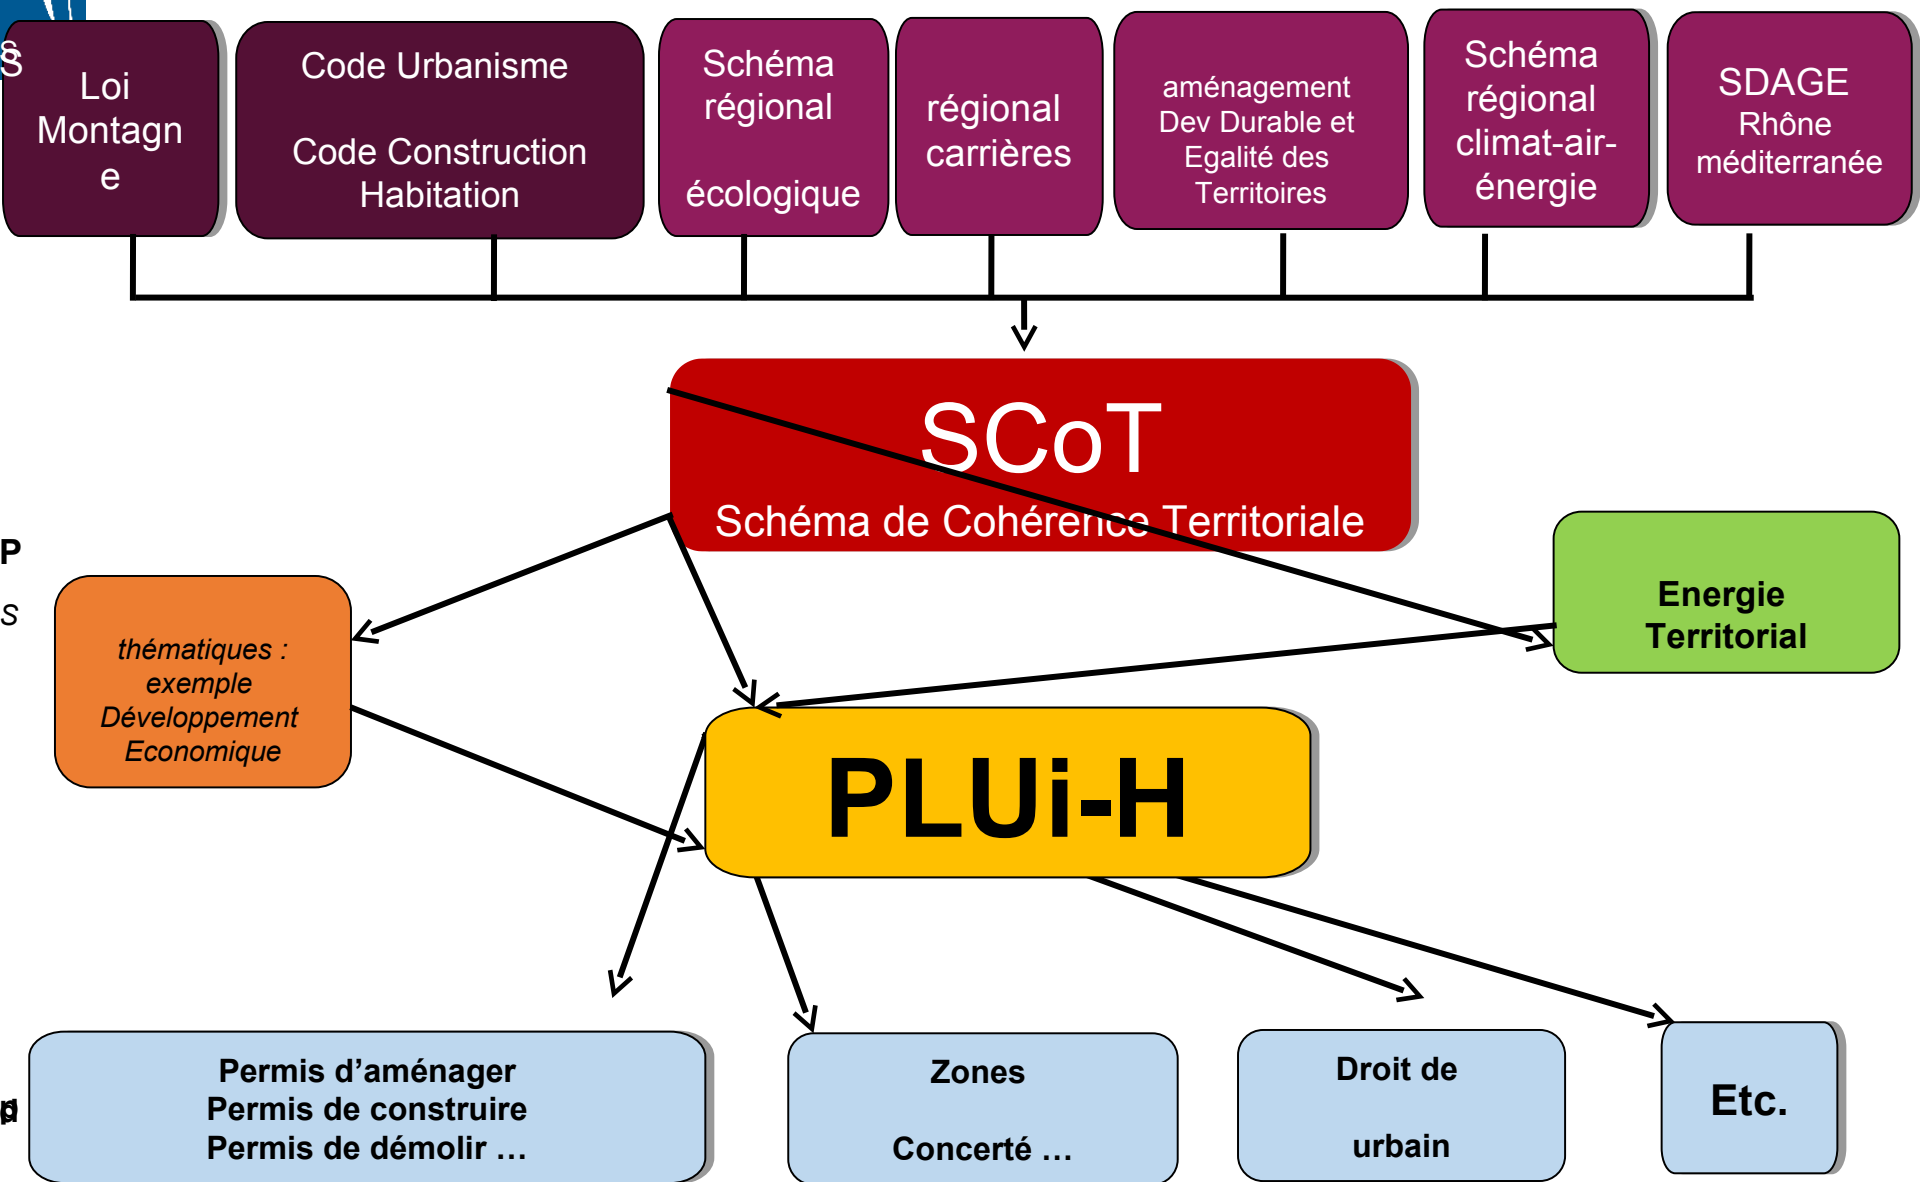 §
S
Loi
Montagn
e
Code Urbanisme
Code Construction
Habitation
Schéma
régional
écologique
régional
carrières
aménagement
Dev Durable et
Egalité des
Territoires
Schéma
régional
climat-air-
énergie
SDAGE
Rhône
méditerranée
SCoT
Schéma de Cohérence Territoriale
P
S
thématiques :
exemple
Développement
Economique
Energie
Territorial
PLUi-H
Permis d’aménager
Permis de construire
Permis de démolir …
Zones
Concerté …
Droit de
urbain
Etc.